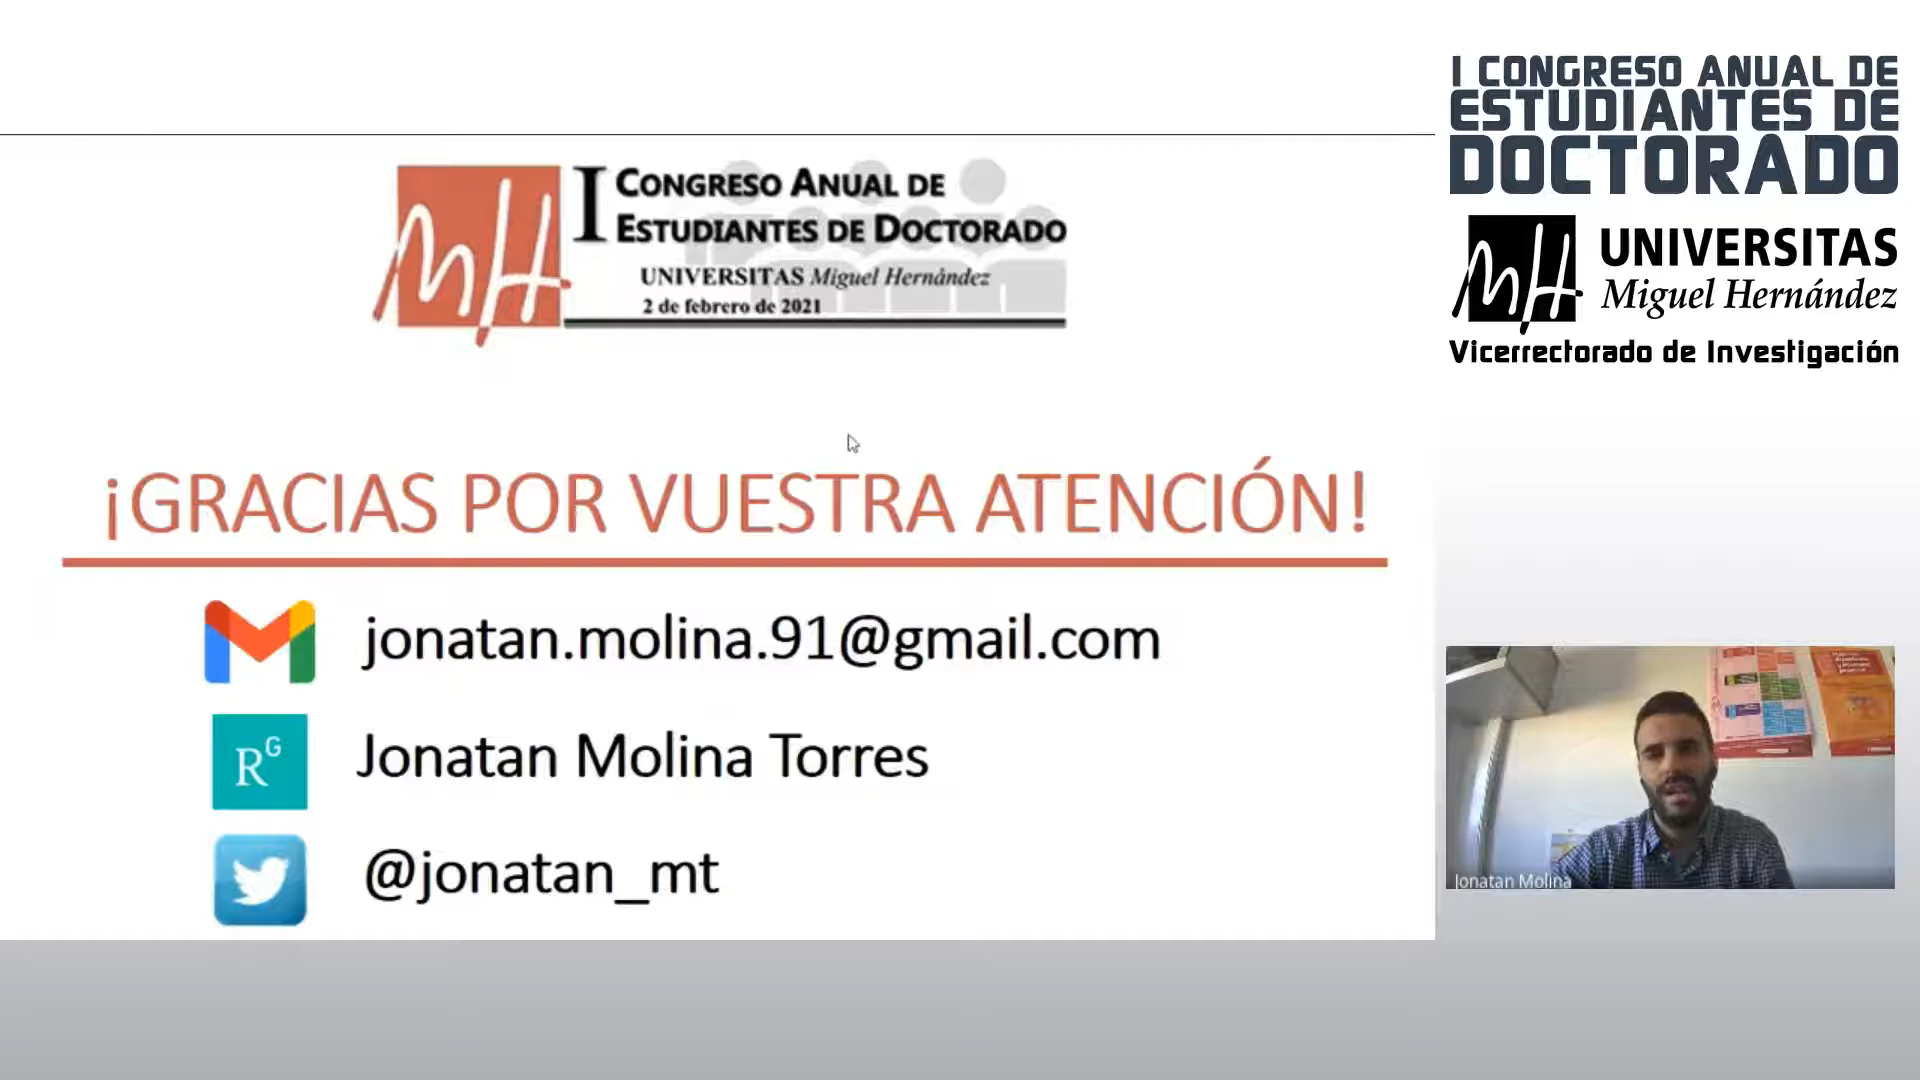 I CONGRESO ANUAL DE
ESTUDIANTES DE DOCTORADO
UNIVERSITAS Miguel Hernández
2 de febrero de 2021
¡GRACIAS POR VUESTRA ATENCIÓN!
jonatan.molina.91@gmail.com
RG
Jonatan Molina Torres
@jonatan_mt
I CONGRESO ANUAL DE
ESTUDIANTES DE
DOCTORADO
UNIVERSITAS
Miguel Hernández
Vicerrectorado de Investigación
Jonatan Molina